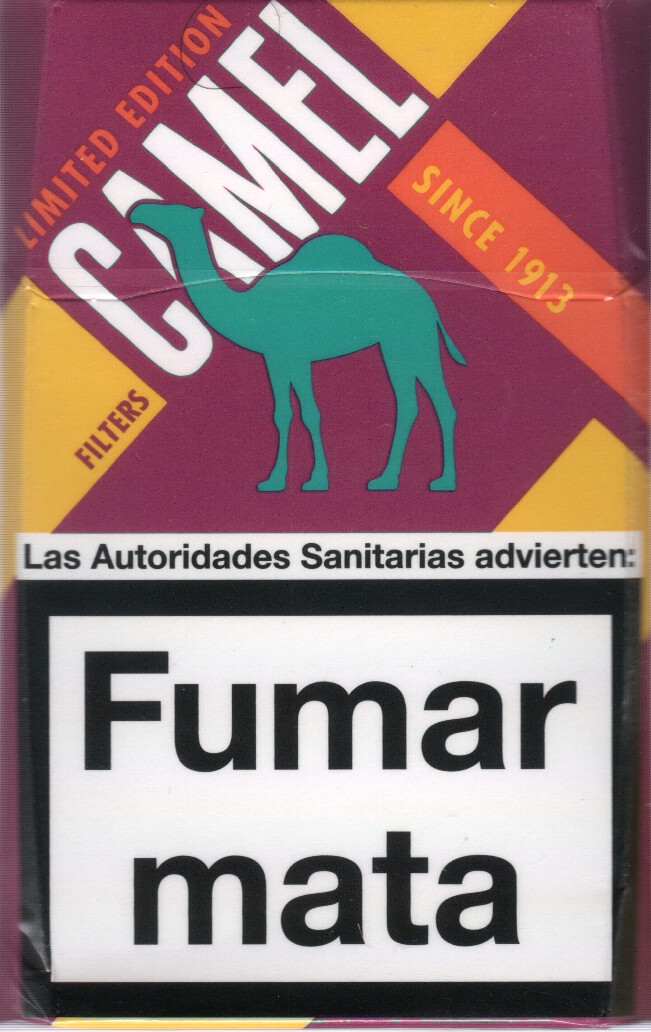 LIMITED EDITION
CAMEL
SINCE 1913
FILTERS
Las Autoridades Sanitarias advierten:
Fumar
mata